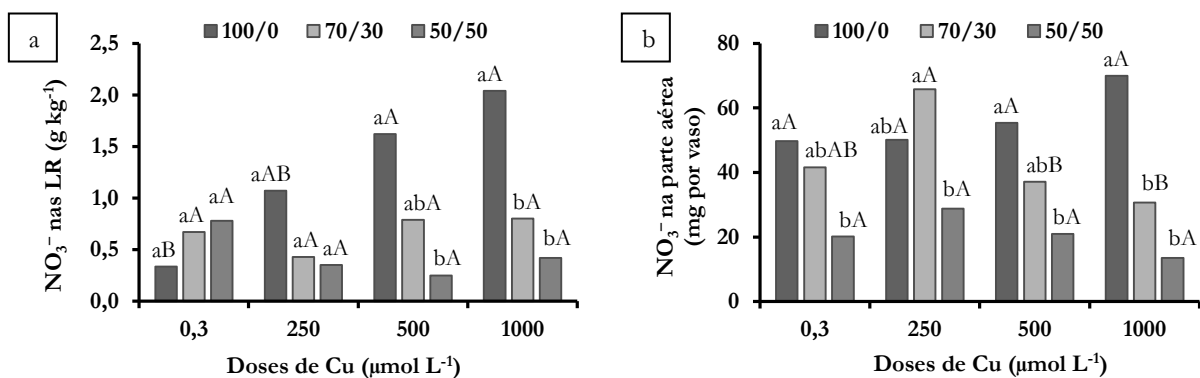 a
100/0 70/30 50/50
NO₃⁻ nas LR (g kg⁻¹)
2,5
2,0
1,5
1,0
0,5
0,0
aB aA aA
aAB aA aA
aA abA bA
aA bA bA
0,3 250 500 1000
Doses de Cu (µmol L⁻¹)
b
100/0 70/30 50/50
NO₃⁻ na parte aérea
(mg por vaso)
80
60
40
20
0
aA abAB bA
abA aA bA
aA abB bA
aA bB bA
0,3 250 500 1000
Doses de Cu (µmol L⁻¹)